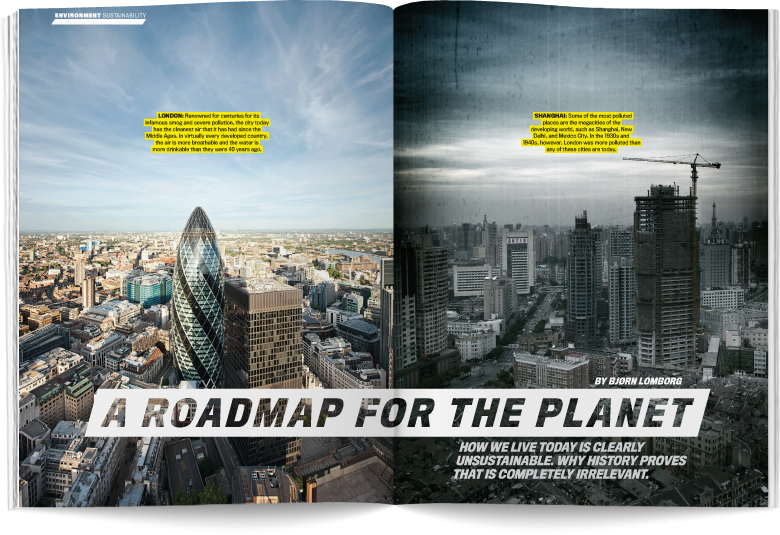 ENVIRONMENT SUSTAINABILITY
LONDON: Renowned for centuries for its
infamous smog and severe pollution, the city today
has the cleanest air that it has had since the
Middle Ages. In virtually every developed country,
the air is more breathable and the water is
more drinkable than they were 40 years ago.
SHANGHAI: Some of the most polluted
places are the megacities of the
developing world, such as Shanghai, New
Delhi, and Mexico City. In the 1930s and
1940s, however, London was more polluted than
any of these cities are today.
BY BJØRN LOMBORG
A ROADMAP FOR THE PLANET
HOW WE LIVE TODAY IS CLEARLY
UNSUSTAINABLE. WHY HISTORY PROVES
THAT IS COMPLETELY IRRELEVANT.